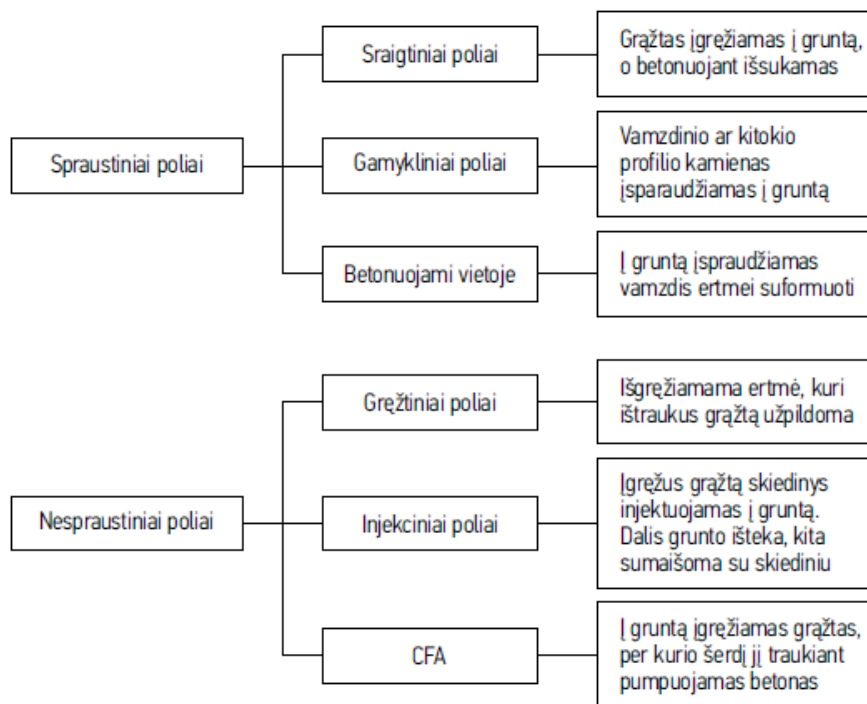 Spraustiniai poliai
Sraigtiniai poliai
Grąžtas įgręžiamas į gruntą,
o betonuojant išsukamas
Gamykliniai poliai
Vamzdinio ar kitokio
profilio kamienas
įsparaudžiamas į gruntą
Betonuojami vietoje
Į gruntą įspraudžiamas
vamzdis ertmei suformuoti
Nespraustiniai poliai
Gręžtiniai poliai
Išgręžiamama ertmė, kuri
ištraukus grąžtą užpildoma
Injekciniai poliai
Įgręžus grąžtą skiedinys
injektuojamas į gruntą.
Dalis grunto išteka, kita
sumaišoma su skiediniu
CFA
Į gruntą įgręžiamas grąžtas,
per kurio šerdį jį traukiant
pumpuojamas betonas